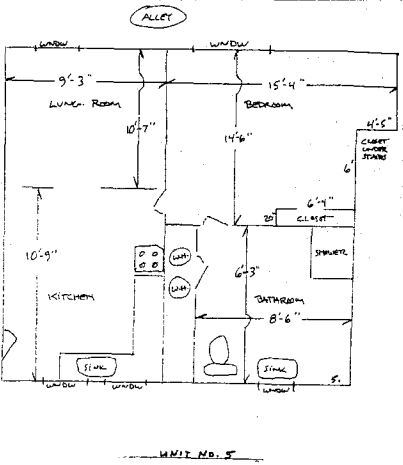 ALLEY
WNDW WNDW
9'-3" 15'-4"
LIVNG. ROOM BEDROOM
10'-7" 14'-6"
4'-5"
CLOSET
UNDER
STAIRS
6'
6'-4"
20" CLOSET
10'-9"
WH.
WH.
6'-3"
SHOWER
KITCHEN
BATHROOM
8'-6"
SINK
SINK
WNDW WNDW
WNDW
5.
UNIT NO. 5